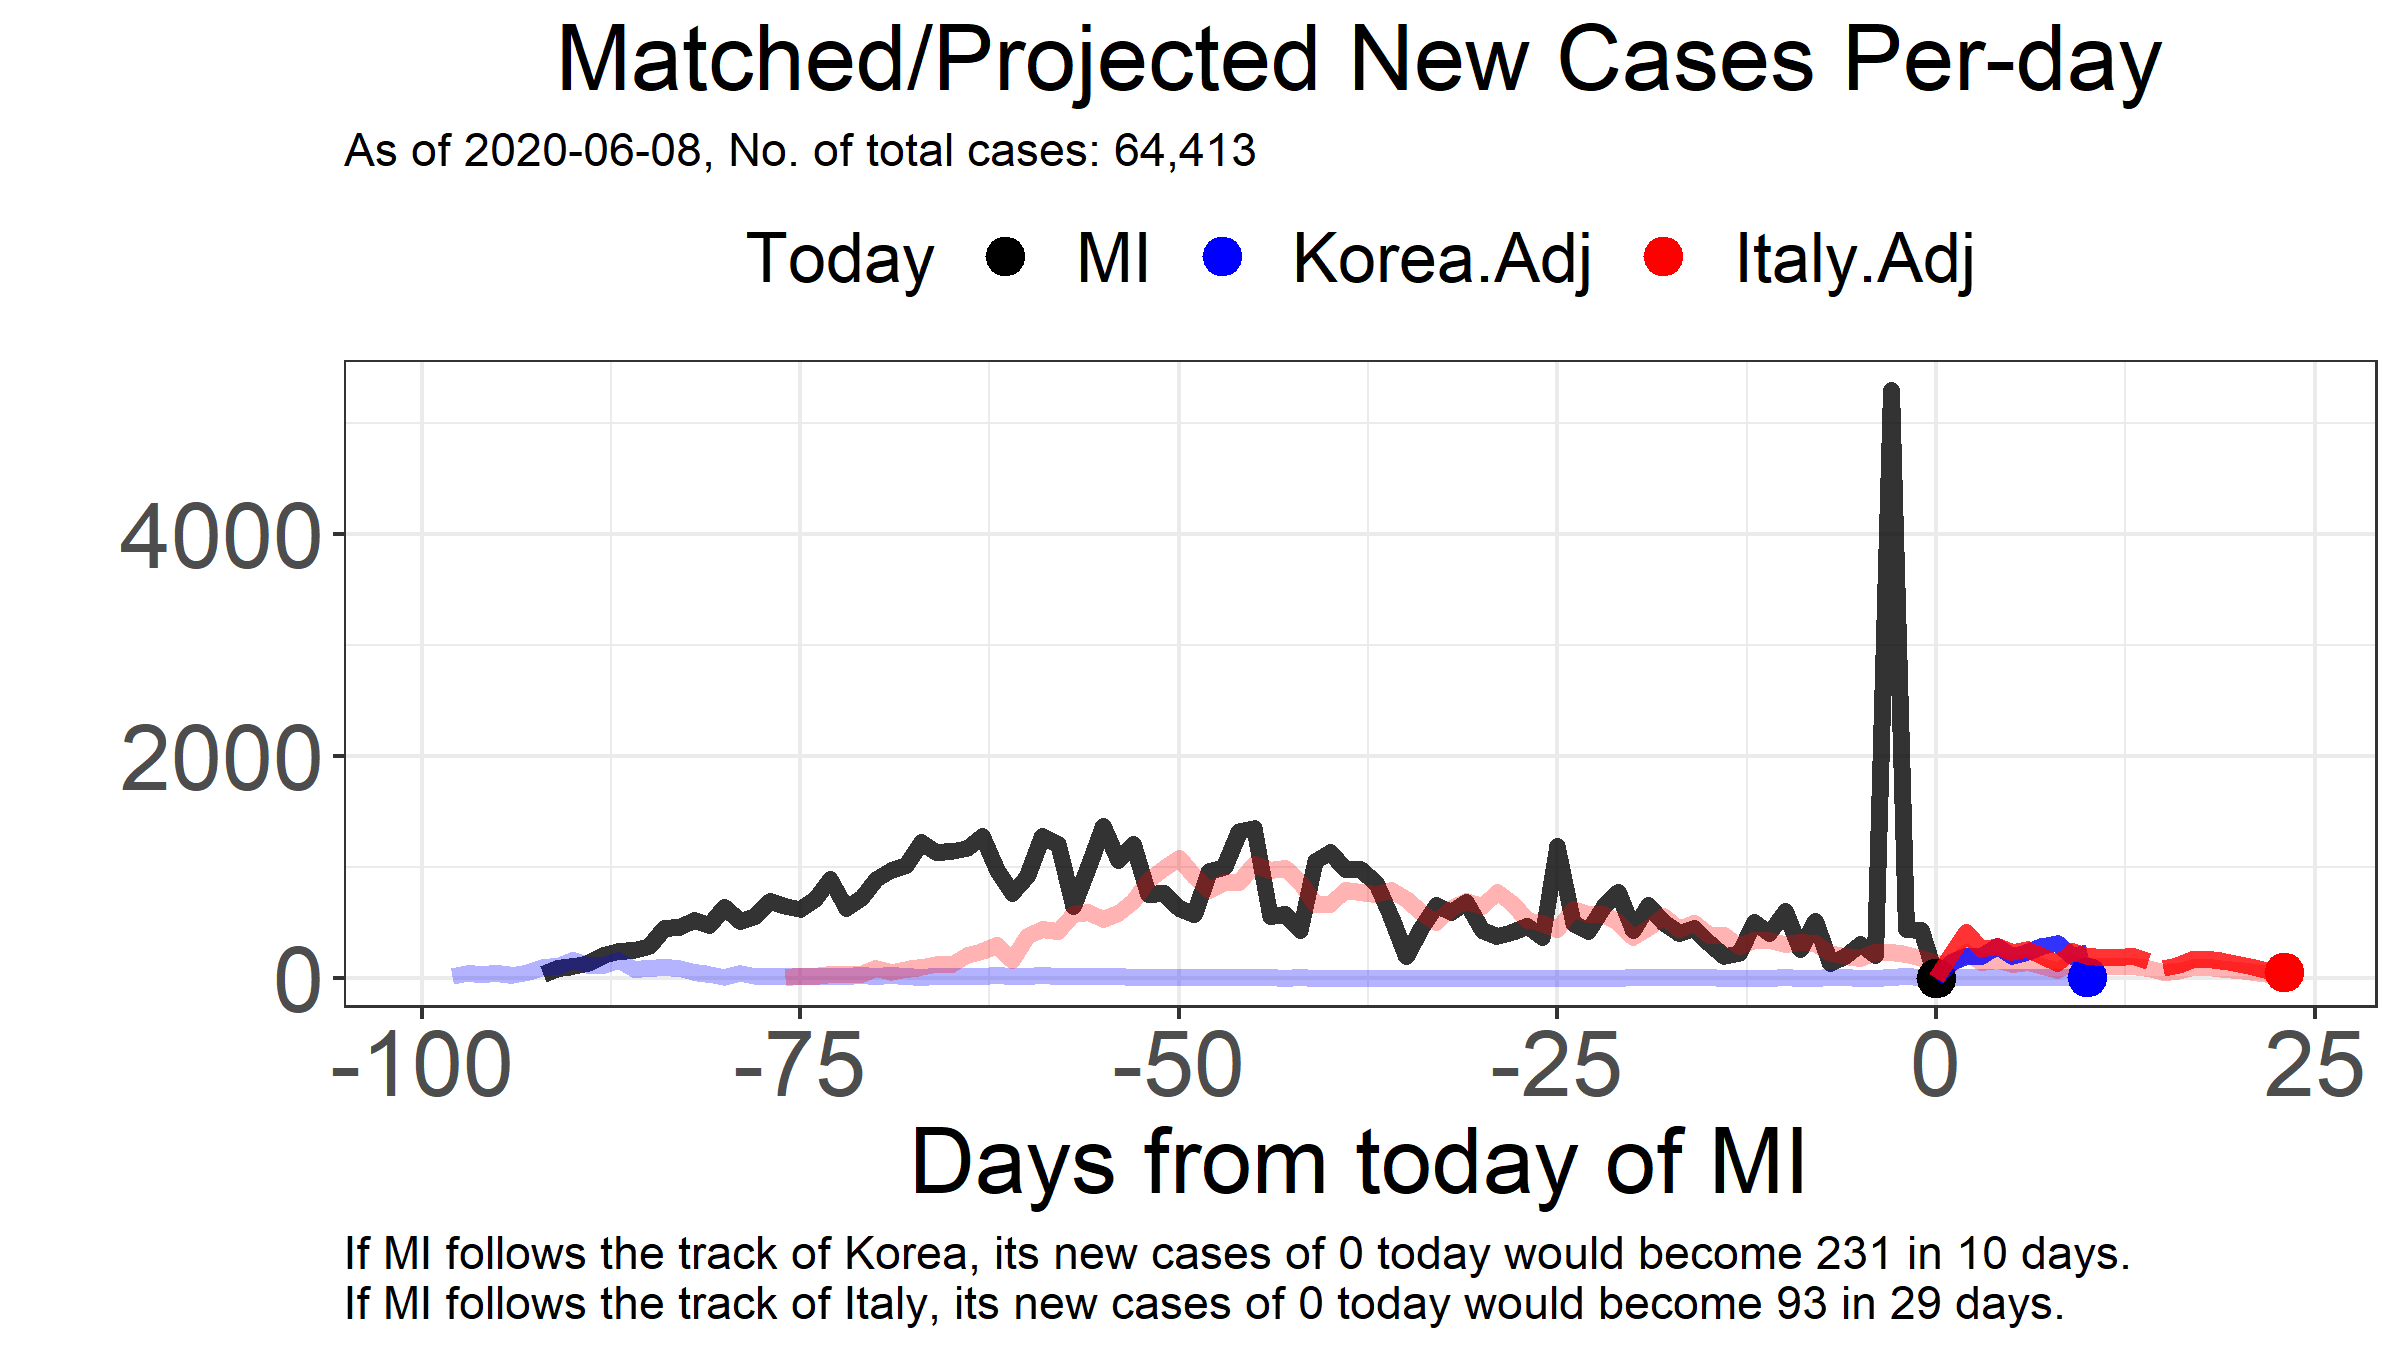 Matched/Projected New Cases Per-day
As of 2020-06-08, No. of total cases: 64,413
Today MI Korea.Adj Italy.Adj
4000
2000
0
-100 -75 -50 -25 0 25
Days from today of MI
If MI follows the track of Korea, its new cases of 0 today would become 231 in 10 days.
If MI follows the track of Italy, its new cases of 0 today would become 93 in 29 days.